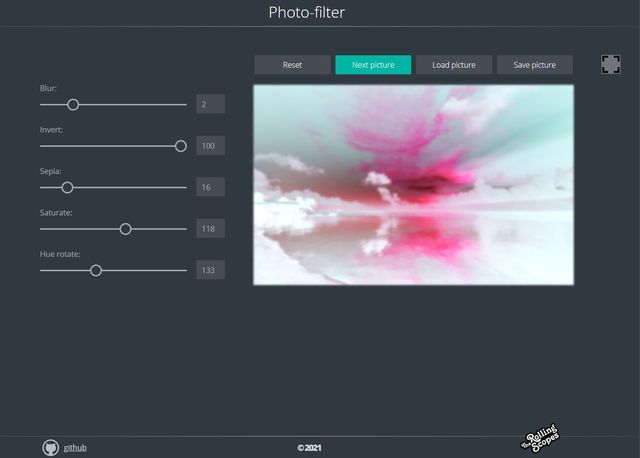 Photo-filter
Reset
Next picture
Load picture
Save picture
Blur:
2
Invert:
100
Sepia:
16
Saturate:
118
Hue rotate:
133
github
©2021
The Rolling
Scopes